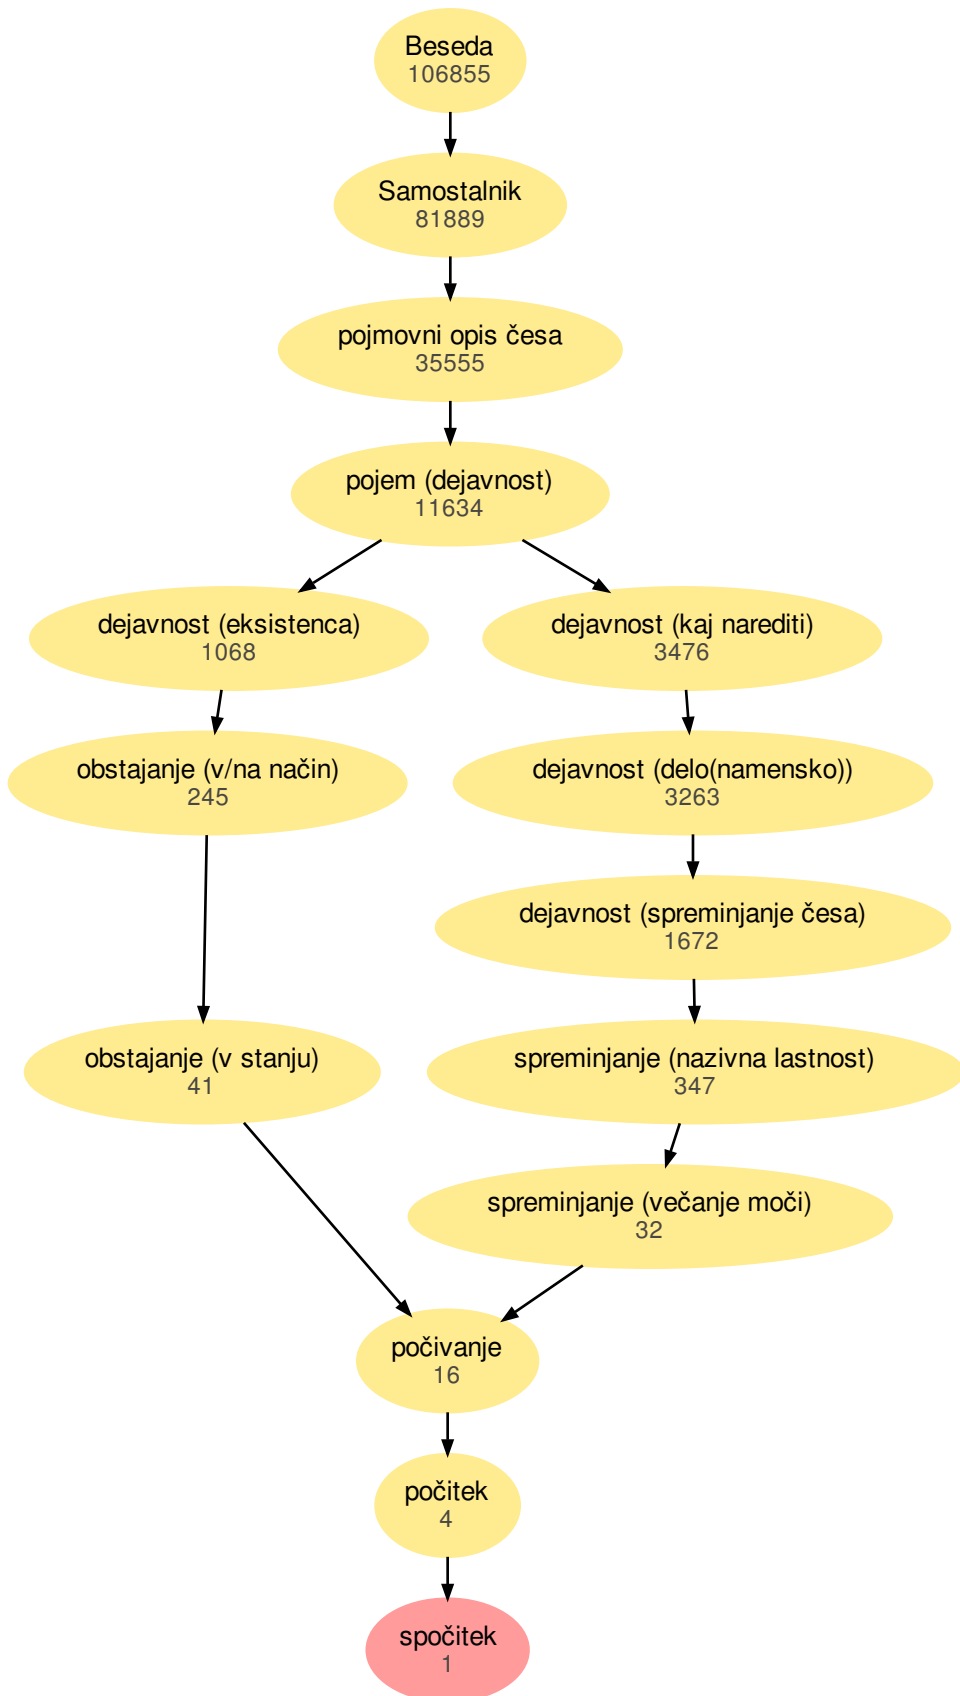 Beseda
106855
Samostalnik
81889
pojmovni opis česa
35555
pojem (dejavnost)
11634
dejavnost (eksistenca)
1068
dejavnost (kaj narediti)
3476
obstajanje (v/na način)
245
dejavnost (delo(namensko))
3263
dejavnost (spreminjanje česa)
1672
obstajanje (v stanju)
41
spreminjanje (nazivna lastnost)
347
spreminjanje (večanje moči)
32
počivanje
16
počitek
4
spočitek
1